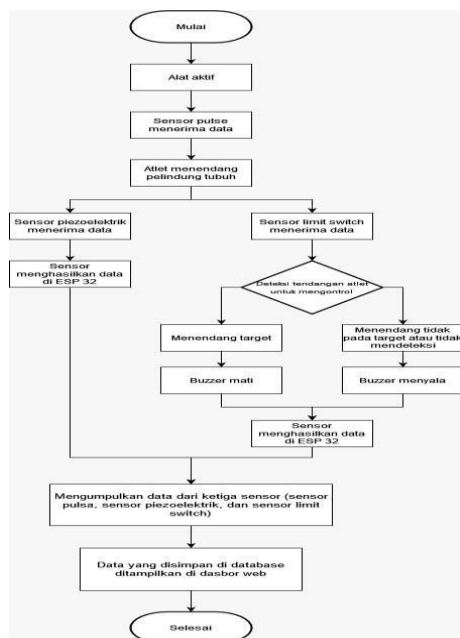 Mulai
Alat aktif
Sensor pulse
menerima data
Atlet menendang
pelindung tubuh
Sensor piezoelektrik
menerima data
Sensor limit switch
menerima data
Sensor
menghasilkan data
di ESP 32
Deteksi tendangan atlet
untuk mengontrol
Menendang target
Menendang tidak
pada target atau tidak
mendeteksi
Buzzer mati
Buzzer menyala
Sensor
menghasilkan data
di ESP 32
Mengumpulkan data dari ketiga sensor (sensor
pulsa, sensor piezoelektrik, dan sensor limit
switch)
Data yang disimpan di database
ditampilkan di dasbor web
Selesai